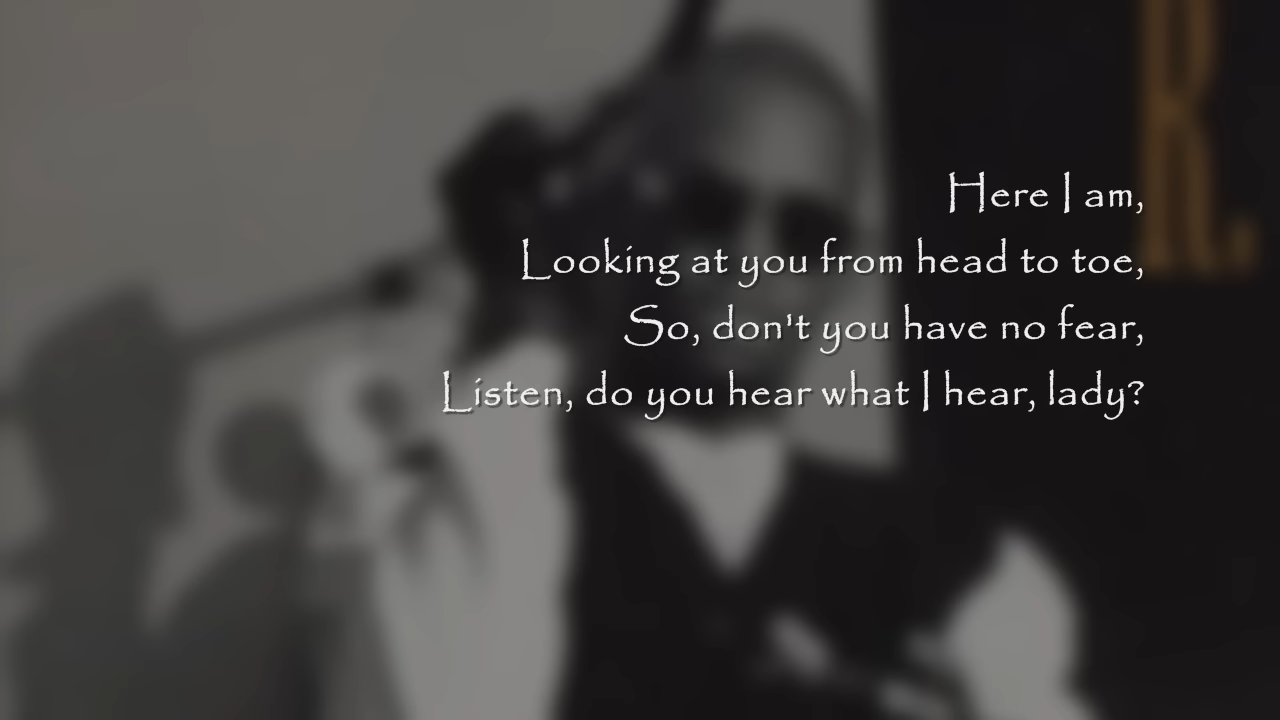 R.
Here I am,
Looking at you from head to toe,
So, don't you have no fear,
Listen, do you hear what I hear, lady?